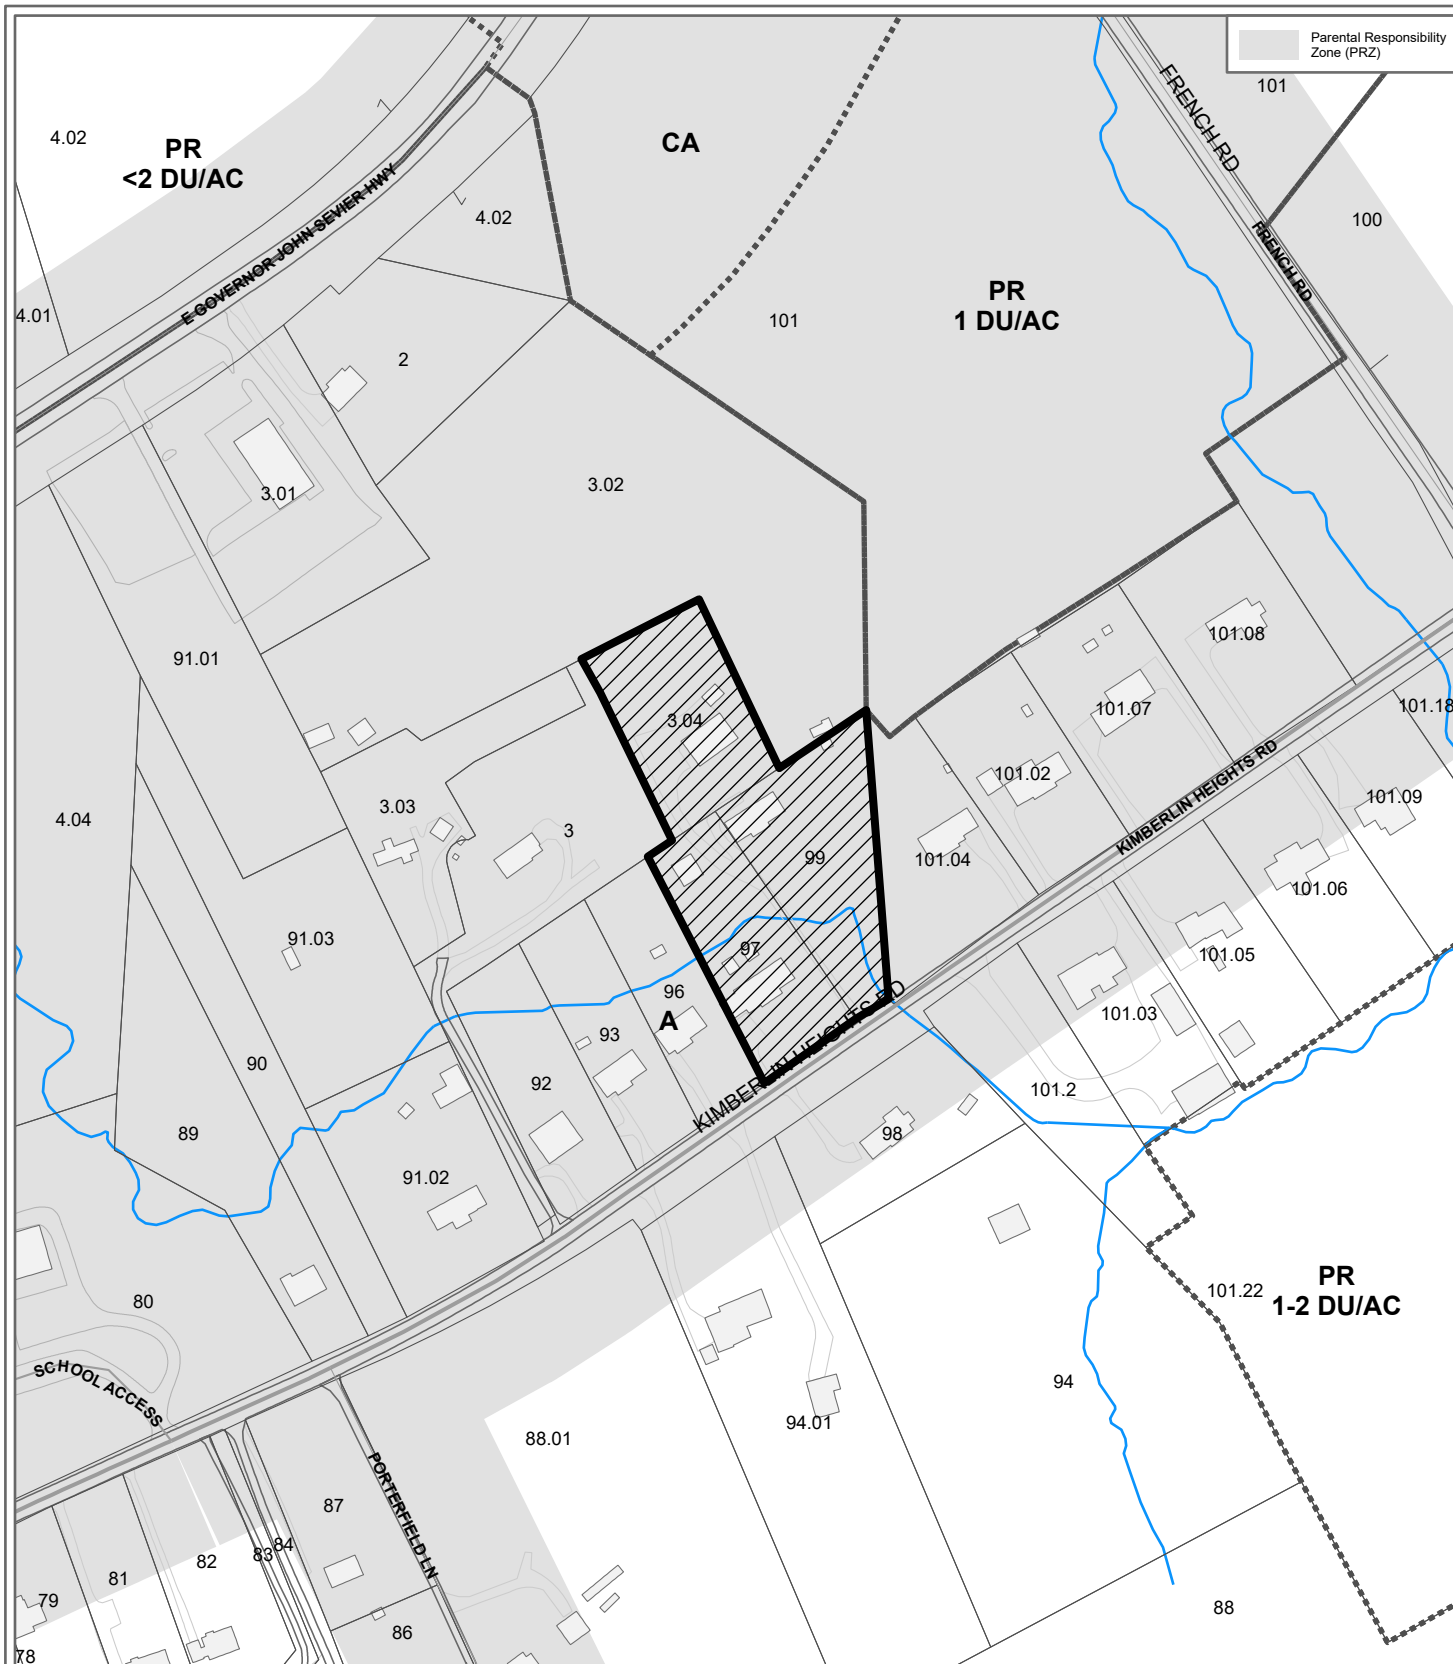 Parental Responsibility
Zone (PRZ)
101
FRENCH RD
4.02
PR
<2 DU/AC
CA
4.02
100
E GOVERNOR JOHN SEVIER HWY
FRENCH RD
4.01
101
PR
1 DU/AC
2
3.01
3.02
91.01
101.08
3.04
101.07
101.18
101.02
KIMBERLIN HEIGHTS RD
4.04
3.03
3
99
101.04
101.09
101.06
91.03
97
101.05
96
A
KIMBERLIN HEIGHTS RD
101.03
90
93
92
101.2
89
98
91.02
80
101.22
PR
1-2 DU/AC
SCHOOL ACCESS
94
94.01
88.01
PORTERFIELD LN
87
84
83
82
81
79
86
88
78